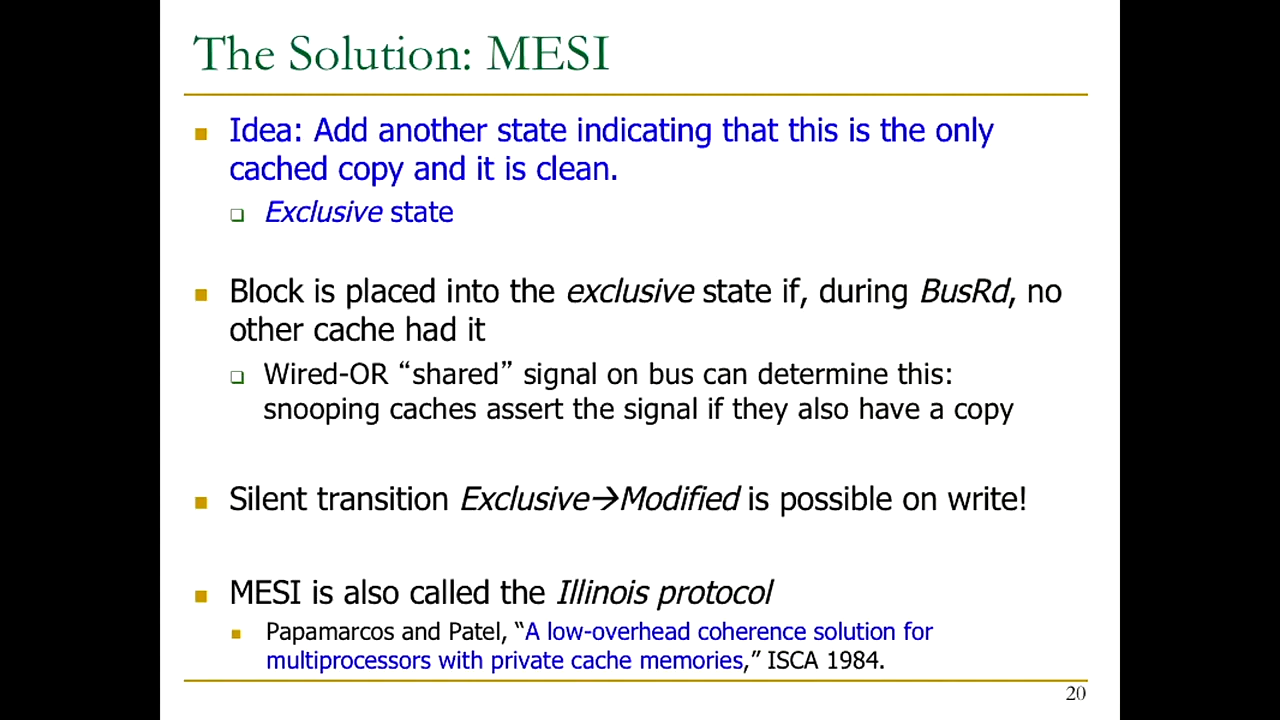 The Solution: MESI
Idea: Add another state indicating that this is the only
cached copy and it is clean.
Exclusive state
Block is placed into the exclusive state if, during BusRd, no
other cache had it
Wired-OR “shared” signal on bus can determine this:
snooping caches assert the signal if they also have a copy
Silent transition Exclusive→Modified is possible on write!
MESI is also called the Illinois protocol
Papamarcos and Patel, “A low-overhead coherence solution for
multiprocessors with private cache memories,” ISCA 1984.
20